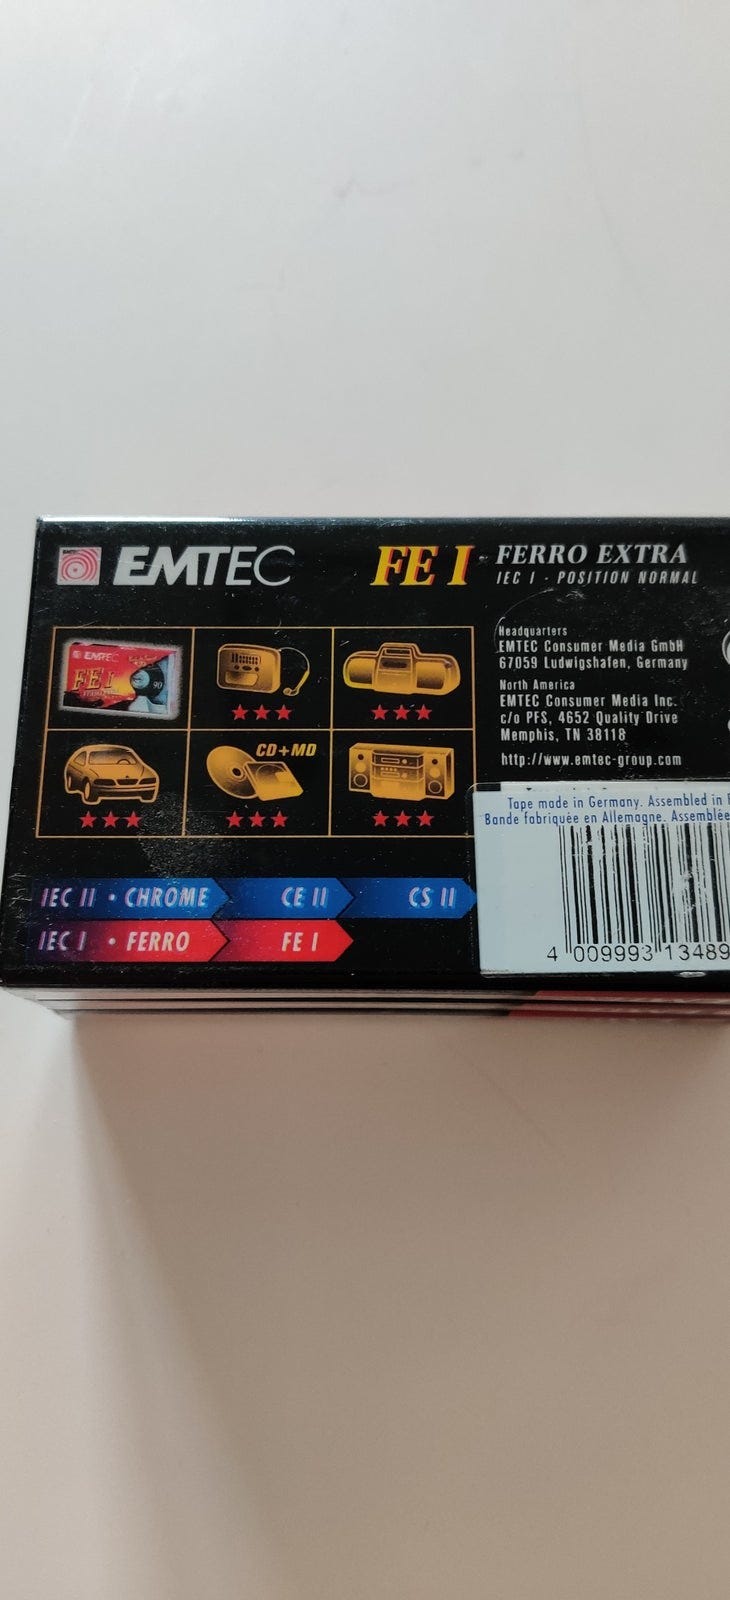 EMTEC
FE I
FERRO EXTRA
IEC I · POSITION NORMAL
EMTEC
FE I
90
★★★
★★★
★★★
CD+MD
★★★
★★★
Headquarters
EMTEC Consumer Media GmbH
67059 Ludwigshafen, Germany
North America
EMTEC Consumer Media Inc.
c/o PFS, 4652 Quality Drive
Memphis, TN 38118
http://www.emtec-group.com
Tape made in Germany. Assembled in
Bande fabriquée en Allemagne. Assemblée
4 009993 13489
IEC II · CHROME CE II CS II
IEC I · FERRO FE I